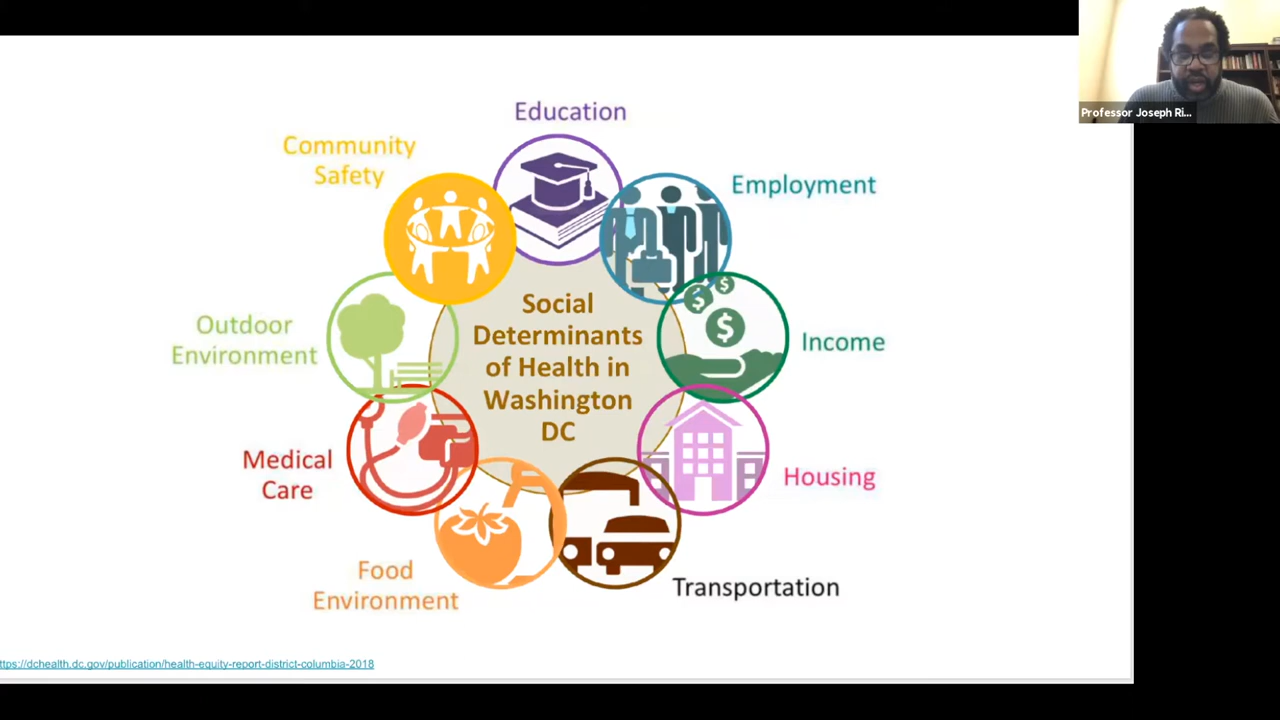 Professor Joseph Ri...
Education
Community
Safety
Employment
Social
Determinants
of Health in
Washington
DC
Outdoor
Environment
Income
Medical
Care
Housing
Food
Environment
Transportation
ttps://dchealth.dc.gov/publication/health-equity-report-district-columbia-2018